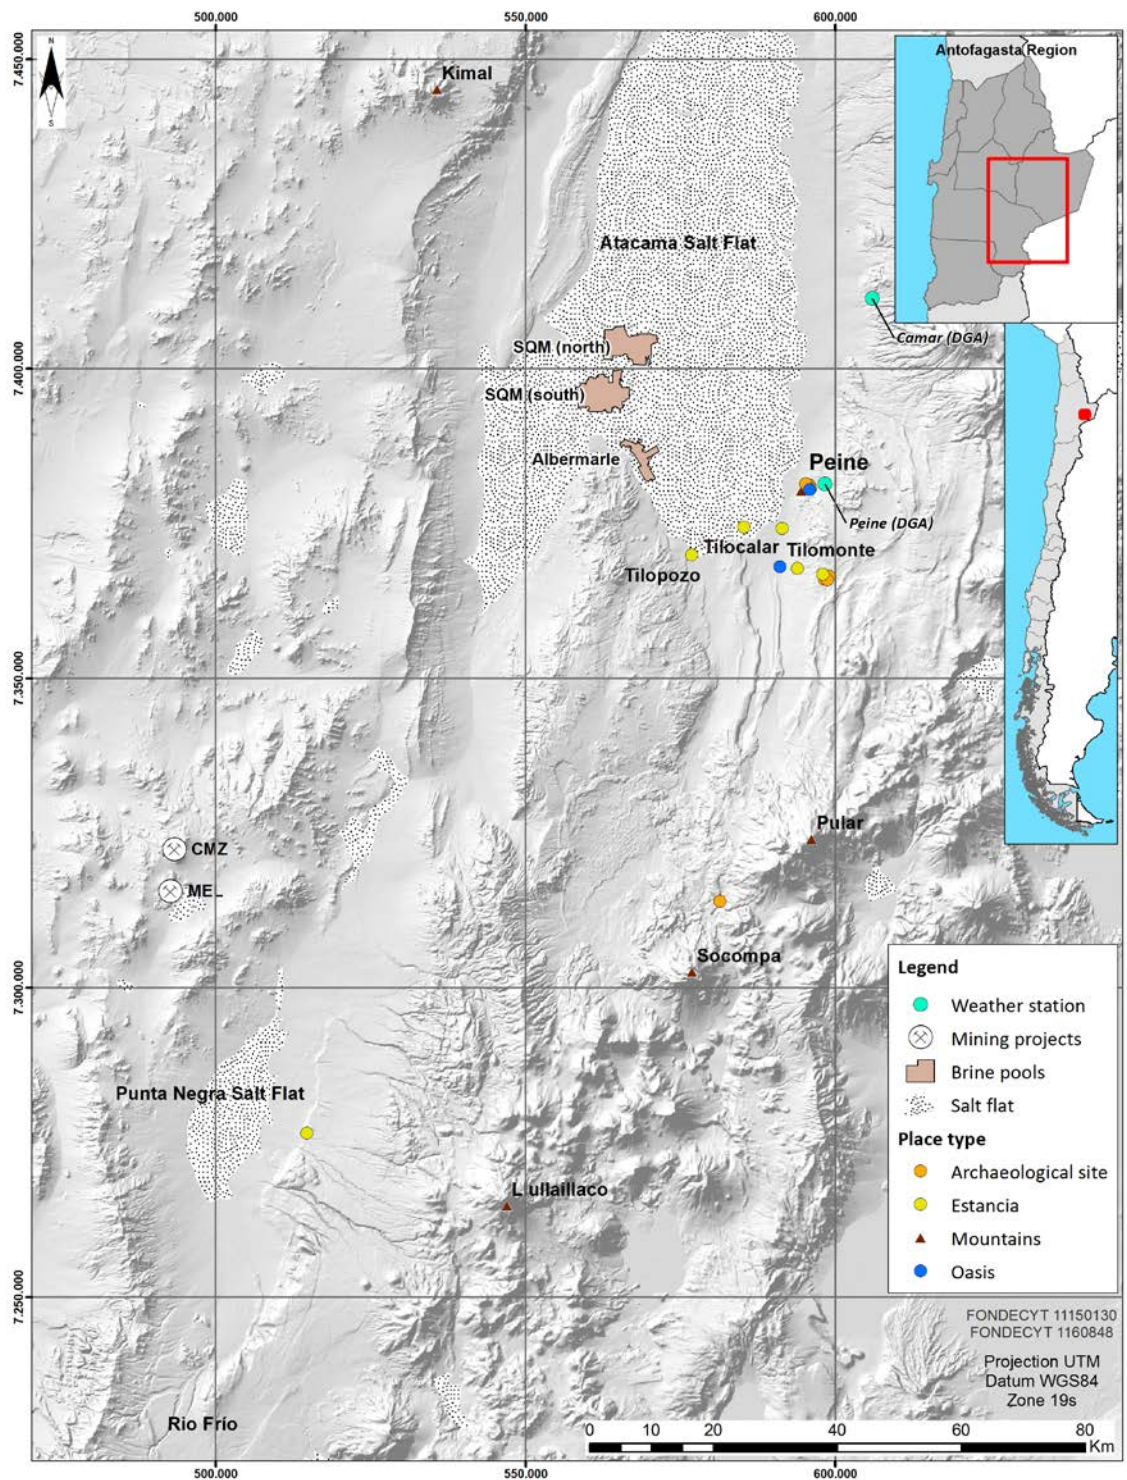 500.000
550.000
600.000
7.450.000
N
S
Kimal
Antofagasta Region
Atacama Salt Flat
Camar (DGA)
SQM (north)
7.400.000
SQM (south)
Albermarle
Peine
Peine (DGA)
Tilocalar
Tilomonte
Tilopozo
7.350.000
Pular
CMZ
MEL
Socompa
7.300.000
Legend
Weather station
Mining projects
Brine pools
Salt flat
Place type
Archaeological site
Estancia
Mountains
Oasis
Punta Negra Salt Flat
L ullaillaco
7.250.000
FONDECYT 11150130
FONDECYT 1160848
Projection UTM
Datum WGS84
Zone 19s
Rio Frío
0 10 20 40 60 80
Km
500.000
550.000
600.000